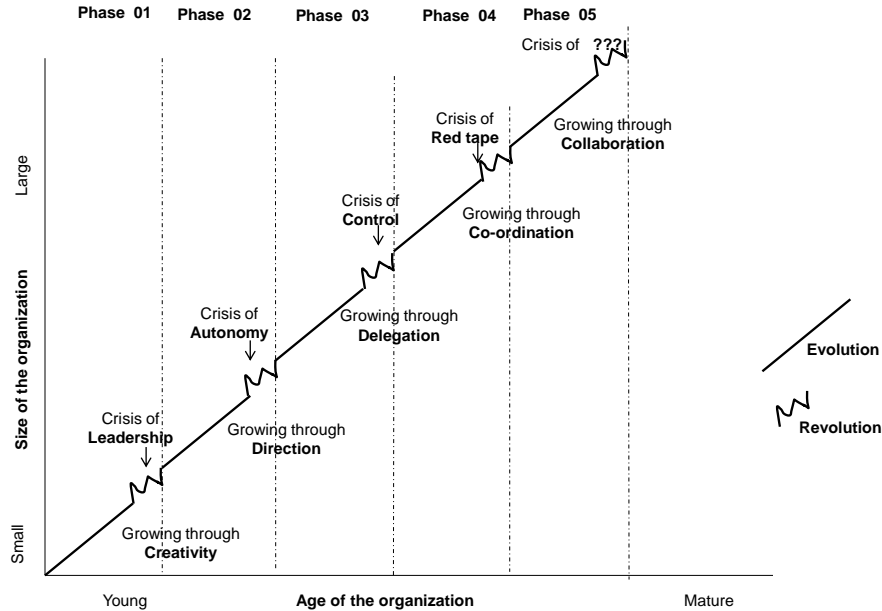 Phase 01
Phase 02
Phase 03
Phase 04
Phase 05
Crisis of ???
Crisis of
Red tape
Growing through
Collaboration
Large
Crisis of
Control
Growing through
Co-ordination
Size of the organization
Crisis of
Autonomy
Growing through
Delegation
Evolution
Crisis of
Leadership
Growing through
Direction
Revolution
Small
Growing through
Creativity
Young
Age of the organization
Mature